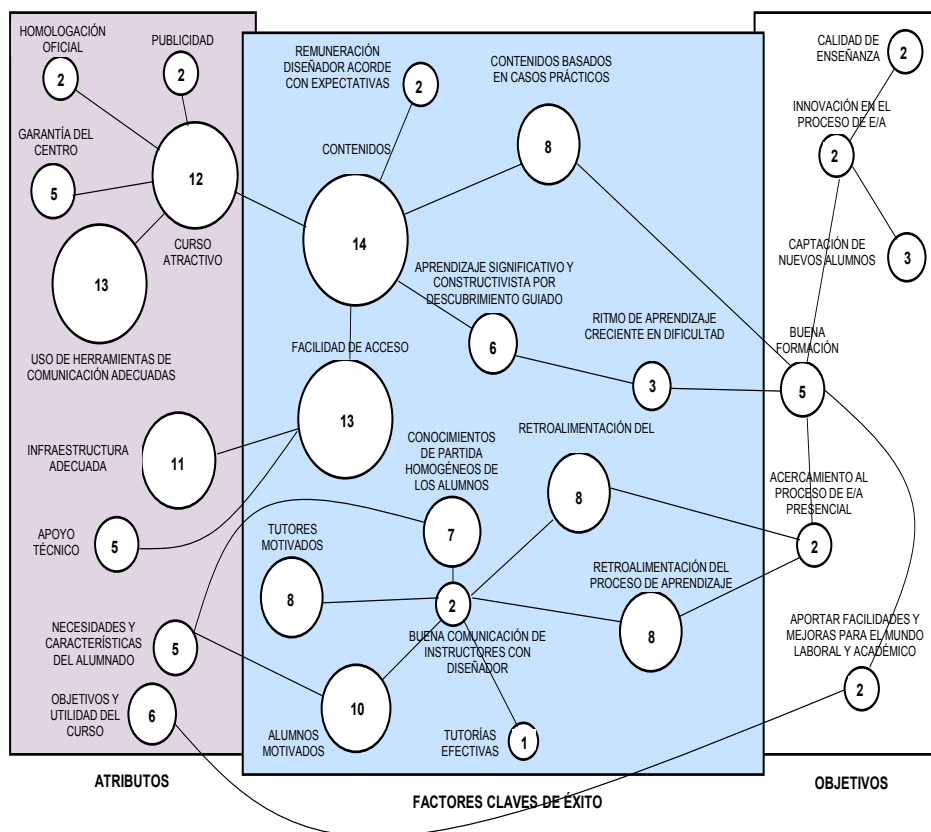 HOMOLOGACIÓN
OFICIAL
2
PUBLICIDAD
2
GARANTÍA DEL
CENTRO
5
12
CURSO
ATRACTIVO
13
USO DE HERRAMIENTAS DE
COMUNICACIÓN ADECUADAS
INFRAESTRUCTURA
ADECUADA
11
APOYO
TÉCNICO
5
NECESIDADES Y
CARACTERÍSTICAS
DEL ALUMNADO
5
OBJETIVOS Y
UTILIDAD DEL
CURSO
6
ATRIBUTOS
REMUNERACIÓN
DISEÑADOR ACORDE
CON EXPECTATIVAS
2
CONTENIDOS BASADOS
EN CASOS PRÁCTICOS
8
CONTENIDOS
14
APRENDIZAJE SIGNIFICATIVO Y
CONSTRUCTIVISTA POR
DESCUBRIMIENTO GUIADO
6
RITMO DE APRENDIZAJE
CRECIENTE EN DIFICULTAD
3
FACILIDAD DE ACCESO
13
CONOCIMIENTOS
DE PARTIDA
HOMOGÉNEOS DE
LOS ALUMNOS
7
RETROALIMENTACIÓN DEL
8
TUTORES
MOTIVADOS
8
2
BUENA COMUNICACIÓN DE
INSTRUCTORES CON
DISEÑADOR
RETROALIMENTACIÓN DEL
PROCESO DE APRENDIZAJE
8
10
ALUMNOS
MOTIVADOS
TUTORÍAS
EFECTIVAS
1
FACTORES CLAVES DE ÉXITO
CALIDAD DE
ENSEÑANZA
2
INNOVACIÓN EN EL
PROCESO DE E/A
2
CAPTACIÓN DE
NUEVOS ALUMNOS
3
BUENA
FORMACIÓN
5
ACERCAMIENTO AL
PROCESO DE E/A
PRESENCIAL
2
APORTAR FACILIDADES Y
MEJORAS PARA EL MUNDO
LABORAL Y ACADÉMICO
2
OBJETIVOS